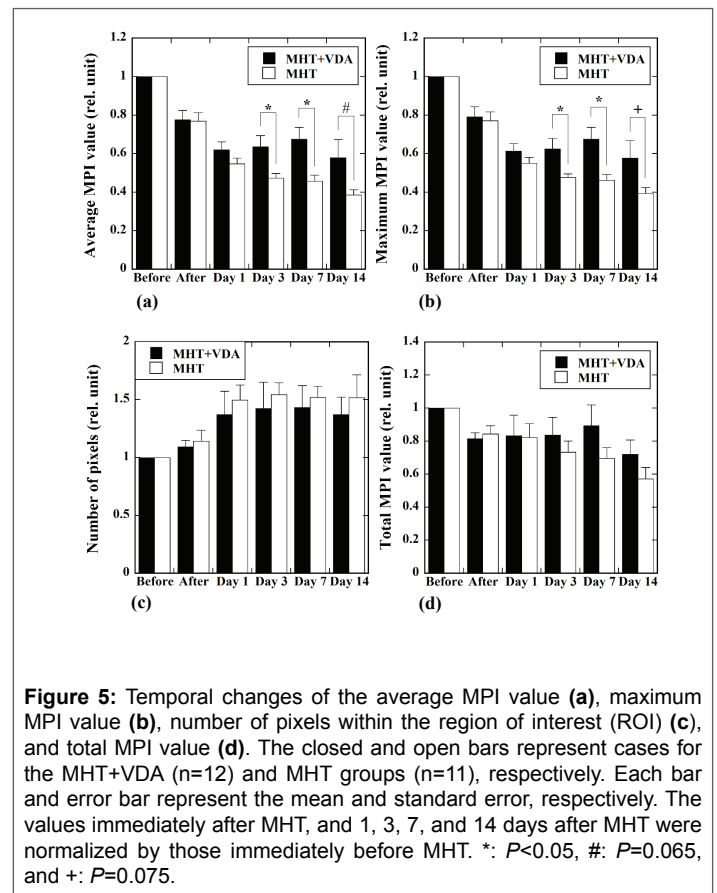 1.2
1
0.8
0.6
0.4
0.2
0
Average MPI value (rel. unit)
MHT+VDA
MHT
*
*
#
Before After Day 1 Day 3 Day 7 Day 14
(a)
1.2
1
0.8
0.6
0.4
0.2
0
Maximum MPI value (rel. unit)
MHT+VDA
MHT
*
*
+
Before After Day 1 Day 3 Day 7 Day 14
(b)
2
1.5
1
0.5
0
Number of pixels (rel. unit)
MHT+VDA
MHT
Before After Day 1 Day 3 Day 7 Day 14
(c)
1.4
1.2
1
0.8
0.6
0.4
0.2
0
Total MPI value (rel. unit)
MHT+VDA
MHT
Before After Day 1 Day 3 Day 7 Day 14
(d)
Figure 5: Temporal changes of the average MPI value (a), maximum
MPI value (b), number of pixels within the region of interest (ROI) (c),
and total MPI value (d). The closed and open bars represent cases for
the MHT+VDA (n=12) and MHT groups (n=11), respectively. Each bar
and error bar represent the mean and standard error, respectively. The
values immediately after MHT, and 1, 3, 7, and 14 days after MHT were
normalized by those immediately before MHT. *: P<0.05, #: P=0.065,
and +: P=0.075.